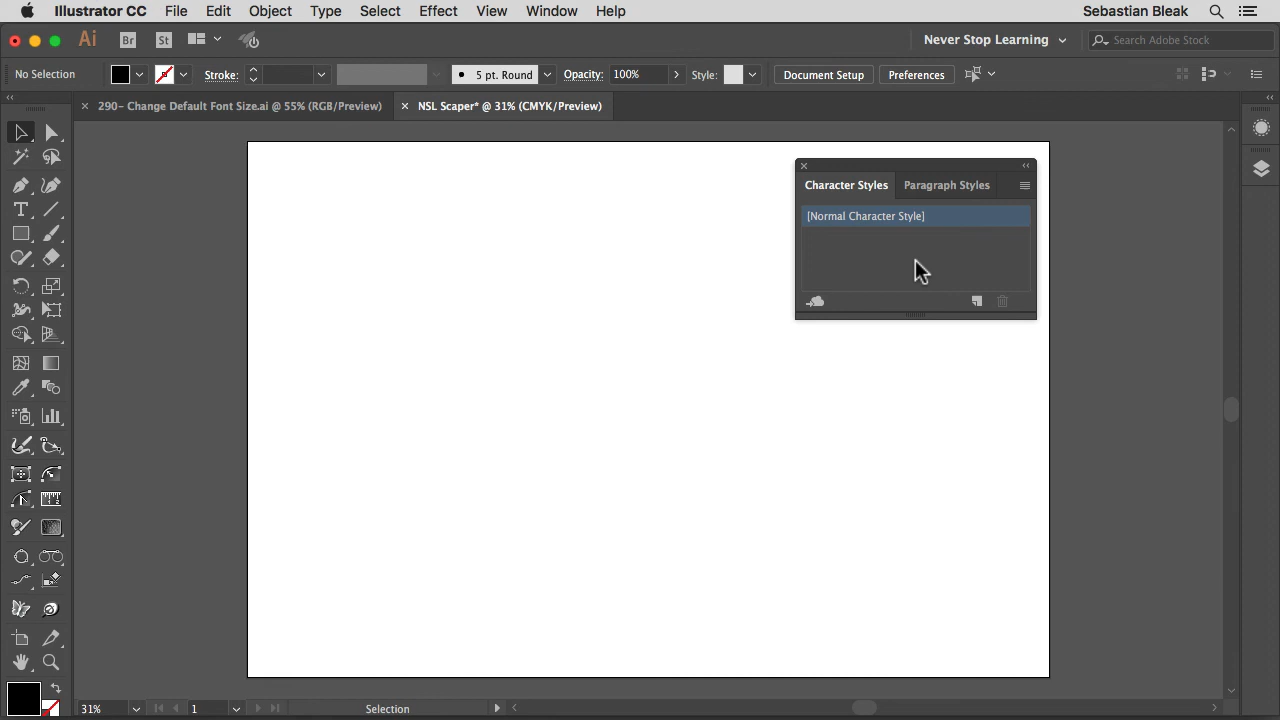 Illustrator CC File Edit Object Type Select Effect View Window Help Sebastian Bleak
Ai Br St Never Stop Learning Search Adobe Stock
No Selection Stroke: 5 pt. Round Opacity: 100% Style: Document Setup Preferences
290- Change Default Font Size.ai @ 55% (RGB/Preview) NSL Scaper* @ 31% (CMYK/Preview)
Character Styles Paragraph Styles
[Normal Character Style]
31% 1 Selection